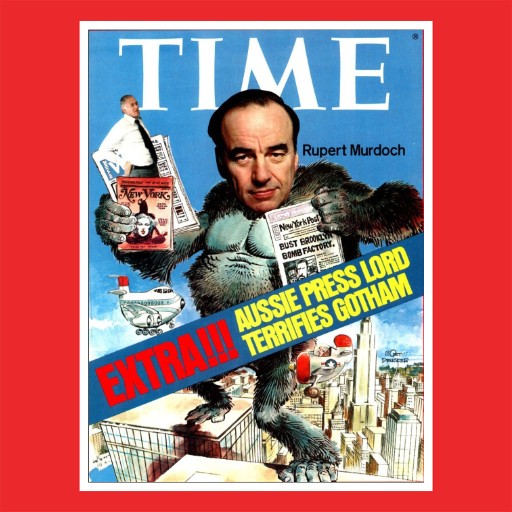 TIME
Rupert Murdoch
NEW YORK
New York Post
BUST BROOKLYN
BOMB FACTORY.
EXTRA!!!
AUSSIE PRESS LORD
TERRIFIES GOTHAM